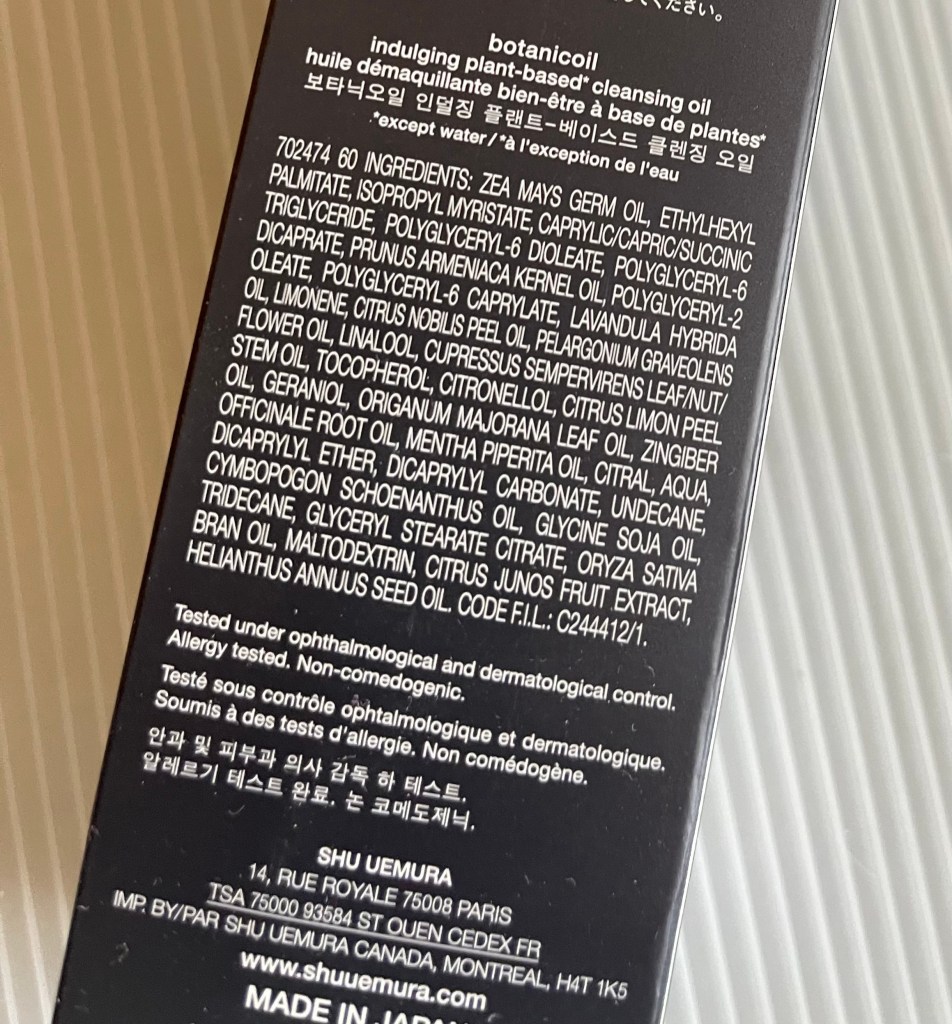 ください。
botanicoil
indulging plant-based* cleansing oil
huile démaquillante bien-être à base de plantes*
보타닉오일 인덜징 플랜트-베이스드 클렌징 오일
*except water / *à l'exception de l'eau
702474 60 INGREDIENTS: ZEA MAYS GERM OIL, ETHYLHEXYL
PALMITATE, ISOPROPYL MYRISTATE, CAPRYLIC/CAPRIC/SUCCINIC
TRIGLYCERIDE, POLYGLYCERYL-6 DIOLEATE, POLYGLYCERYL-6
DICAPRATE, PRUNUS ARMENIACA KERNEL OIL, POLYGLYCERYL-2
OLEATE, POLYGLYCERYL-6 CAPRYLATE, LAVANDULA HYBRIDA
OIL, LIMONENE, CITRUS NOBILIS PEEL OIL, PELARGONIUM GRAVEOLENS
FLOWER OIL, LINALOOL, CUPRESSUS SEMPERVIRENS LEAF/NUT/
STEM OIL, TOCOPHEROL, CITRONELLOL, CITRUS LIMON PEEL
OIL, GERANIOL, ORIGANUM MAJORANA LEAF OIL, ZINGIBER
OFFICINALE ROOT OIL, MENTHA PIPERITA OIL, CITRAL, AQUA,
DICAPRYLYL ETHER, DICAPRYLYL CARBONATE, UNDECANE,
CYMBOPOGON SCHOENANTHUS OIL, GLYCINE SOJA OIL,
TRIDECANE, GLYCERYL STEARATE CITRATE, ORYZA SATIVA
BRAN OIL, MALTODEXTRIN, CITRUS JUNOS FRUIT EXTRACT,
HELIANTHUS ANNUUS SEED OIL. CODE F.I.L.: C244412/1.
Tested under ophthalmological and dermatological control.
Allergy tested. Non-comedogenic.
Testé sous contrôle ophtalmologique et dermatologique.
Soumis à des tests d'allergie. Non comédogène.
안과 및 피부과 의사 감독 하 테스트.
알레르기 테스트 완료. 논 코메도제닉.
SHU UEMURA
14, RUE ROYALE 75008 PARIS
TSA 75000 93584 ST OUEN CEDEX FR
IMP. BY/PAR SHU UEMURA CANADA, MONTREAL, H4T 1K5
www.shuuemura.com
MADE IN JAPAN